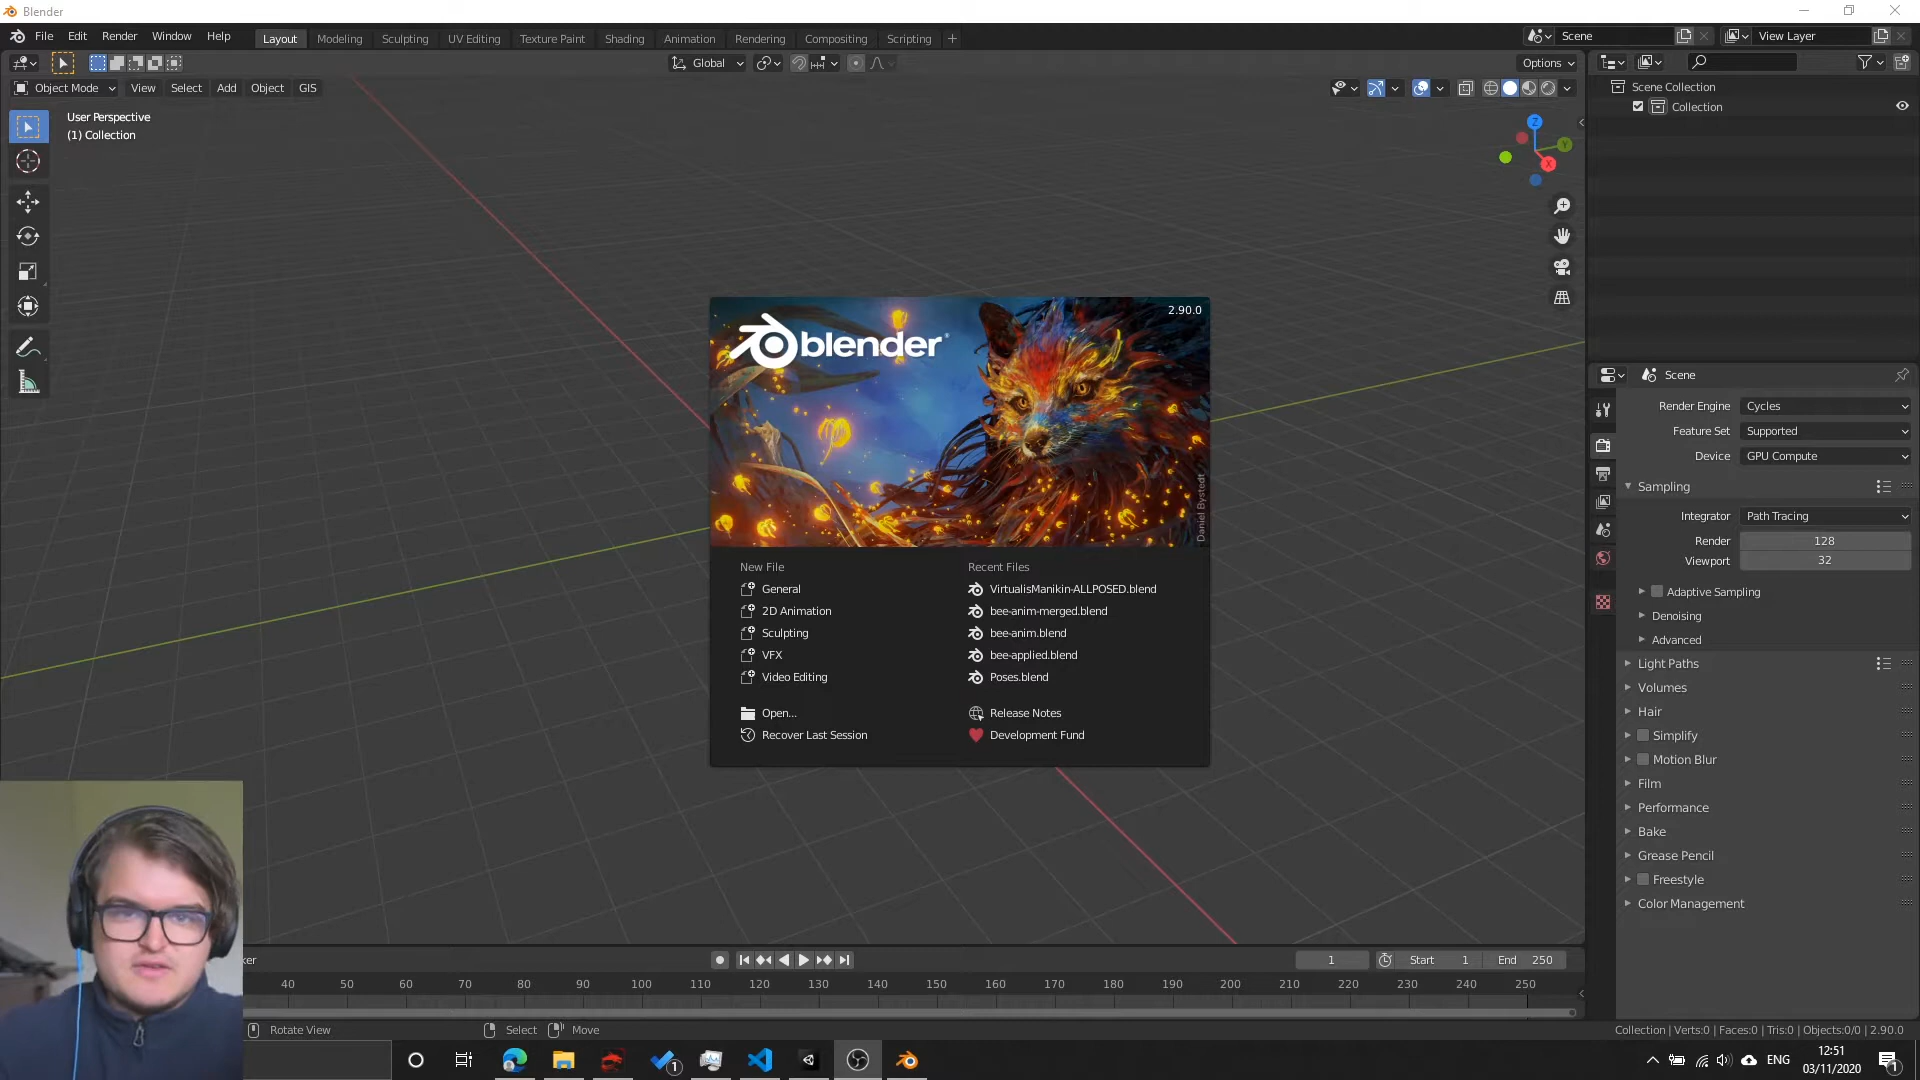 Blender
File Edit Render Window Help Layout Modeling Sculpting UV Editing Texture Paint Shading Animation Rendering Compositing Scripting + Scene View Layer
Global Options
Object Mode View Select Add Object GIS
User Perspective
(1) Collection
Z
Y
X
Scene Collection
Collection
Scene
Render Engine Cycles
Feature Set Supported
Device GPU Compute
Sampling
Integrator Path Tracing
Render 128
Viewport 32
Adaptive Sampling
Denoising
Advanced
Light Paths
Volumes
Hair
Simplify
Motion Blur
Film
Performance
Bake
Grease Pencil
Freestyle
Color Management
2.90.0
blender
Daniel Bystedt
New File
General
2D Animation
Sculpting
VFX
Video Editing
Open...
Recover Last Session
Recent Files
VirtualisManikin-ALLPOSED.blend
bee-anim-merged.blend
bee-anim.blend
bee-applied.blend
Poses.blend
Release Notes
Development Fund
ker 1 Start 1 End 250
40 50 60 70 80 90 100 110 120 130 140 150 160 170 180 190 200 210 220 230 240 250
Rotate View Select Move Collection | Verts:0 | Faces:0 | Tris:0 | Objects:0/0 | 2.90.0
1
ENG
12:51
03/11/2020
1